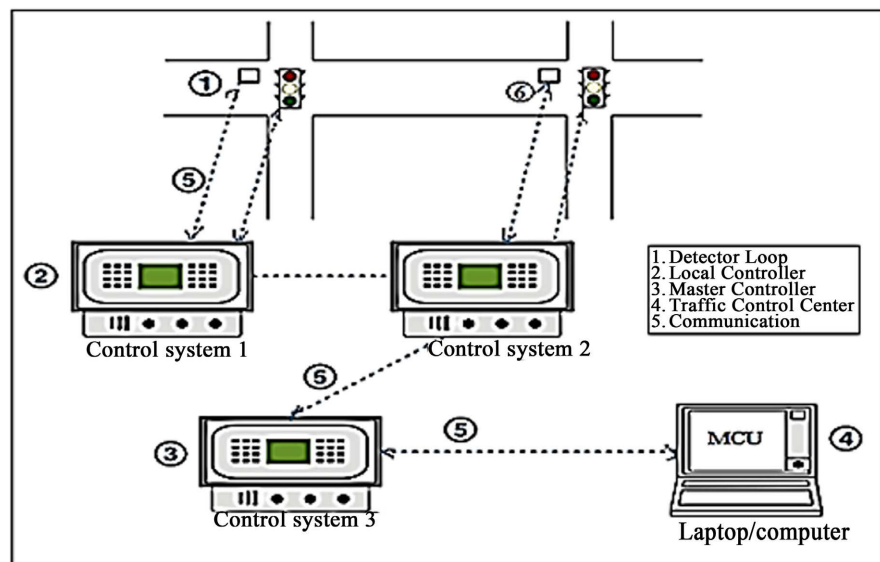 ①
⑥
⑤
②
1. Detector Loop
2. Local Controller
3. Master Controller
4. Traffic Control Center
5. Communication
Control system 1
Control system 2
⑤
③
⑤
MCU
④
Control system 3
Laptop/computer